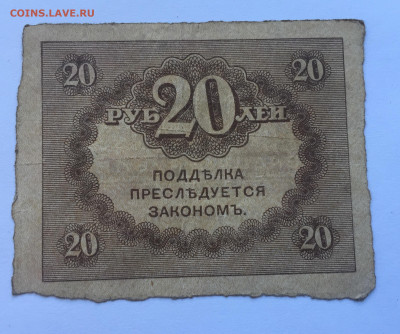 COINS.LAVE.RU
20 20
РУБ 20 ЛЕЙ
ПОДДѢЛКА
ПРЕСЛѢДУЕТСЯ
ЗАКОНОМЪ.
20 20